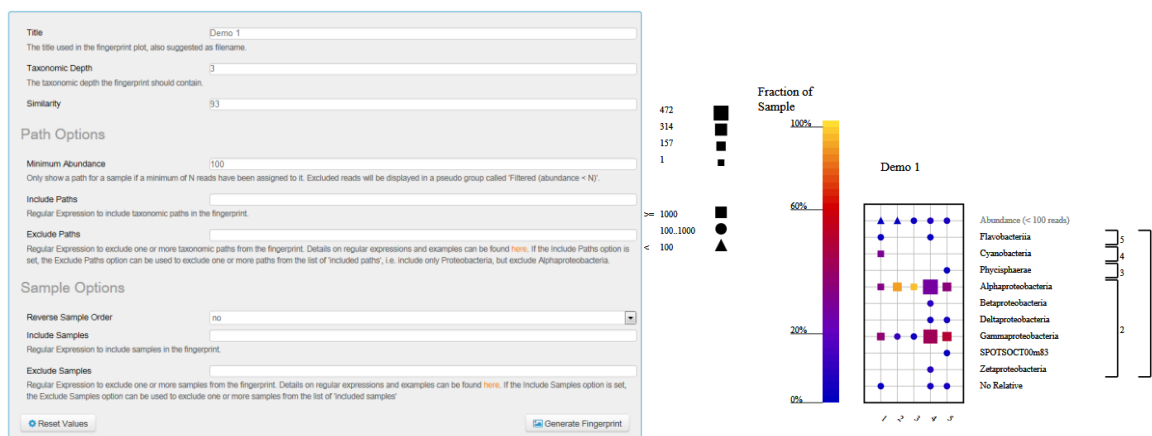 Title
Demo 1
The title used in the fingerprint plot, also suggested as filename.
Taxonomic Depth
3
The taxonomic depth the fingerprint should contain.
Similarity
93
Path Options
Minimum Abundance
100
Only show a path for a sample if a minimum of N reads have been assigned to it. Excluded reads will be displayed in a pseudo group called 'Filtered (abundance < N)'.
Include Paths
Regular Expression to include taxonomic paths in the fingerprint.
Exclude Paths
Regular Expression to exclude one or more taxonomic paths from the fingerprint. Details on regular expressions and examples can be found here. If the Include Paths option is
set, the Exclude Paths option can be used to exclude one or more paths from the list of 'included paths', i.e. include only Proteobacteria, but exclude Alphaproteobacteria.
Sample Options
Reverse Sample Order
no
Include Samples
Regular Expression to include samples in the fingerprint.
Exclude Samples
Regular Expression to exclude one or more samples from the fingerprint. Details on regular expressions and examples can be found here. If the Include Samples option is set,
the Exclude Samples option can be used to exclude one or more samples from the list of 'included samples'
Reset Values
Generate Fingerprint
472
314
157
1
>= 1000
100..1000
< 100
Fraction of
Sample
100%
60%
20%
0%
Demo 1
Abundance (< 100 reads)
Flavobacteriia
Cyanobacteria
Phycisphaerae
Alphaproteobacteria
Betaproteobacteria
Deltaproteobacteria
Gammaproteobacteria
SPOTSOCT00m83
Zetaproteobacteria
No Relative
5
4
3
2
1
1 2 3 4 5